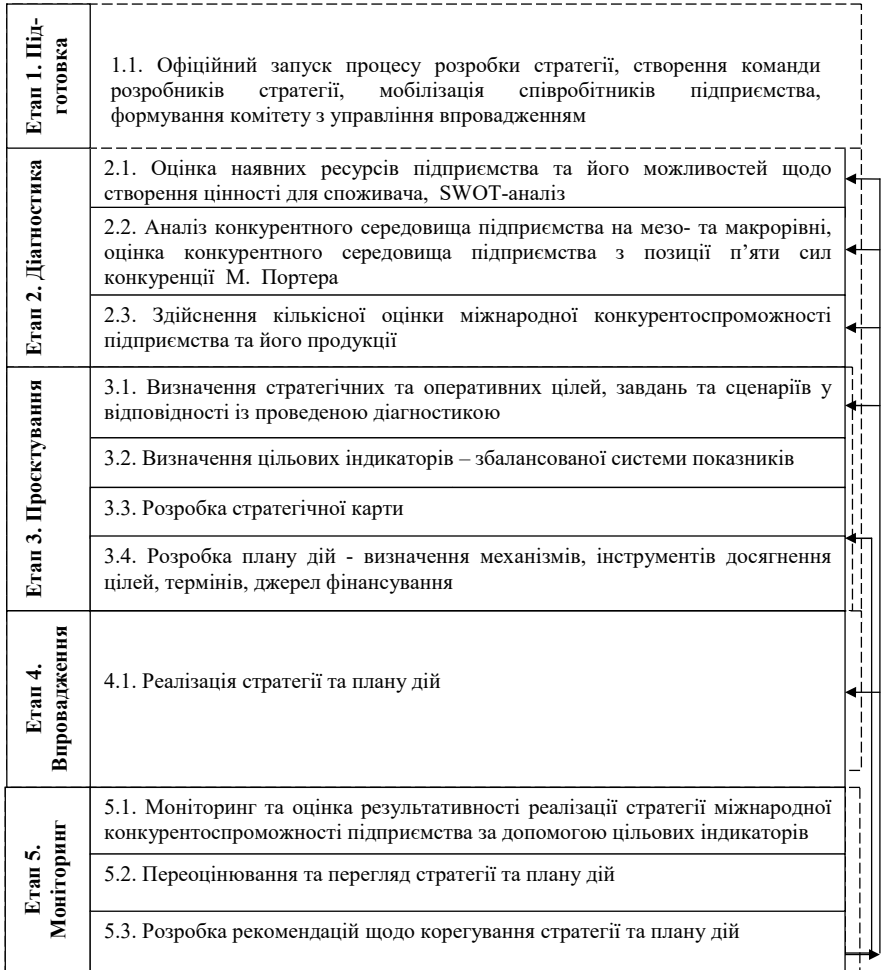 Етап 1. Під-
готовка
1.1. Офіційний запуск процесу розробки стратегії, створення команди
розробників стратегії, мобілізація співробітників підприємства,
формування комітету з управління впровадженням
Етап 2. Діагностика
2.1. Оцінка наявних ресурсів підприємства та його можливостей щодо
створення цінності для споживача, SWOT-аналіз
2.2. Аналіз конкурентного середовища підприємства на мезо- та макрорівні,
оцінка конкурентного середовища підприємства з позиції п’яти сил
конкуренції М. Портера
2.3. Здійснення кількісної оцінки міжнародної конкурентоспроможності
підприємства та його продукції
Етап 3. Проєктування
3.1. Визначення стратегічних та оперативних цілей, завдань та сценаріїв у
відповідності із проведеною діагностикою
3.2. Визначення цільових індикаторів – збалансованої системи показників
3.3. Розробка стратегічної карти
3.4. Розробка плану дій - визначення механізмів, інструментів досягнення
цілей, термінів, джерел фінансування
Етап 4.
Впровадження
4.1. Реалізація стратегії та плану дій
Етап 5.
Моніторинг
5.1. Моніторинг та оцінка результативності реалізації стратегії міжнародної
конкурентоспроможності підприємства за допомогою цільових індикаторів
5.2. Переоцінювання та перегляд стратегії та плану дій
5.3. Розробка рекомендацій щодо корегування стратегії та плану дій